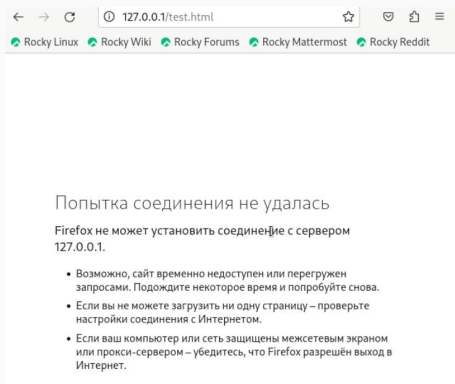 127.0.0.1/test.html
Rocky Linux Rocky Wiki Rocky Forums Rocky Mattermost Rocky Reddit
Попытка соединения не удалась
Firefox не может установить соединение с сервером
127.0.0.1.
• Возможно, сайт временно недоступен или перегружен
запросами. Подождите некоторое время и попробуйте снова.
• Если вы не можете загрузить ни одну страницу – проверьте
настройки соединения с Интернетом.
• Если ваш компьютер или сеть защищены межсетевым экраном
или прокси-сервером – убедитесь, что Firefox разрешён выход в
Интернет.